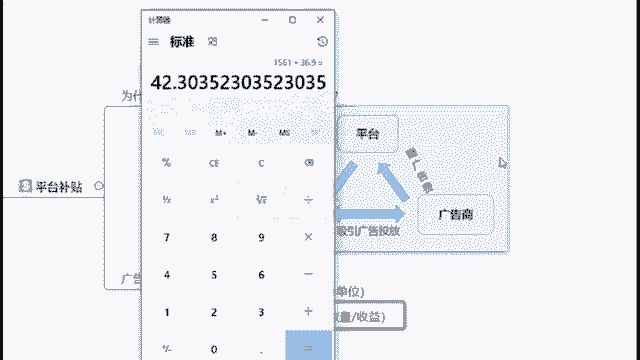 计算器
标准
1561 ÷ 36.9 =
42.30352303523035
MC MR M+ M- MS
% CE C
¹/x x² ÷
7 8 9 ×
4 5 6 −
1 2 3 +
+/- 0 . =
为什
平台补贴
广告
平台
广告商
吸引广告投放
单位）
量/收益）